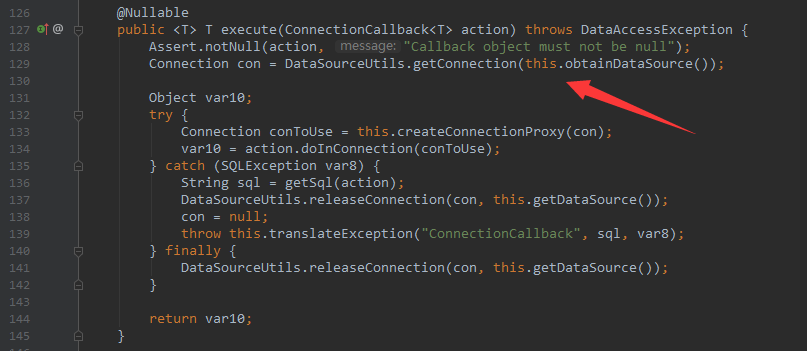 126 @Nullable
127 @ public <T> T execute(ConnectionCallback<T> action) throws DataAccessException {
128 Assert.notNull(action, message: "Callback object must not be null");
129 Connection con = DataSourceUtils.getConnection(this.obtainDataSource());
130
131 Object var10;
132 try {
133 Connection conToUse = this.createConnectionProxy(con);
134 var10 = action.doInConnection(conToUse);
135 } catch (SQLException var8) {
136 String sql = getSql(action);
137 DataSourceUtils.releaseConnection(con, this.getDataSource());
138 con = null;
139 throw this.translateException("ConnectionCallback", sql, var8);
140 } finally {
141 DataSourceUtils.releaseConnection(con, this.getDataSource());
142 }
143
144 return var10;
145 }